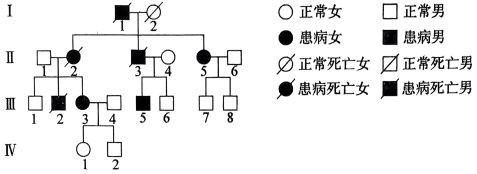 I
1 2
II
1 2 3 4 5 6
III
1 2 3 4 5 6 7 8
IV
1 2
正常女 正常男
患病女 患病男
正常死亡女 正常死亡男
患病死亡女 患病死亡男